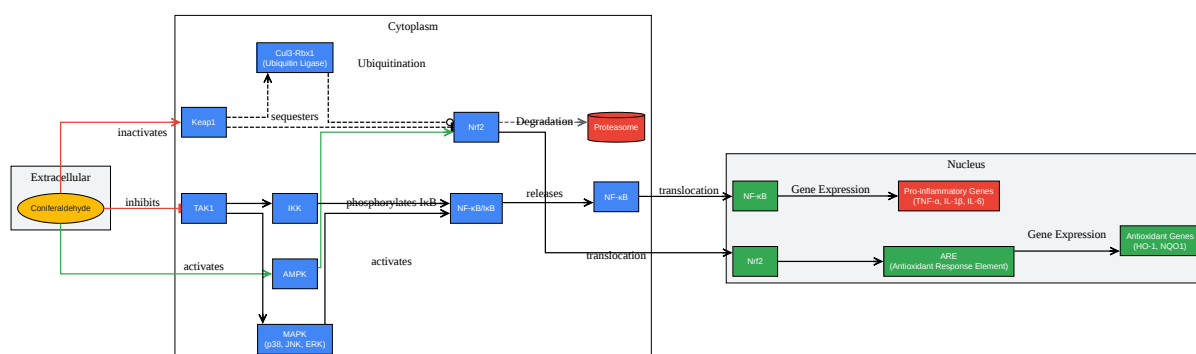 Cytoplasm
Cul3-Rbx1
(Ubiquitin Ligase)
Ubiquitination
Keap1
sequesters
inactivates
Nrf2
Degradation
Proteasome
Extracellular
Coniferaldehyde
inhibits
TAK1
IKK
phosphorylates IκB
NF-κB/IκB
releases
NF-κB
translocation
Nucleus
NF-κB
Gene Expression
Pro-inflammatory Genes
(TNF-α, IL-1β, IL-6)
activates
AMPK
activates
translocation
Nrf2
ARE
(Antioxidant Response Element)
Gene Expression
Antioxidant Genes
(HO-1, NQO1)
MAPK
(p38, JNK, ERK)